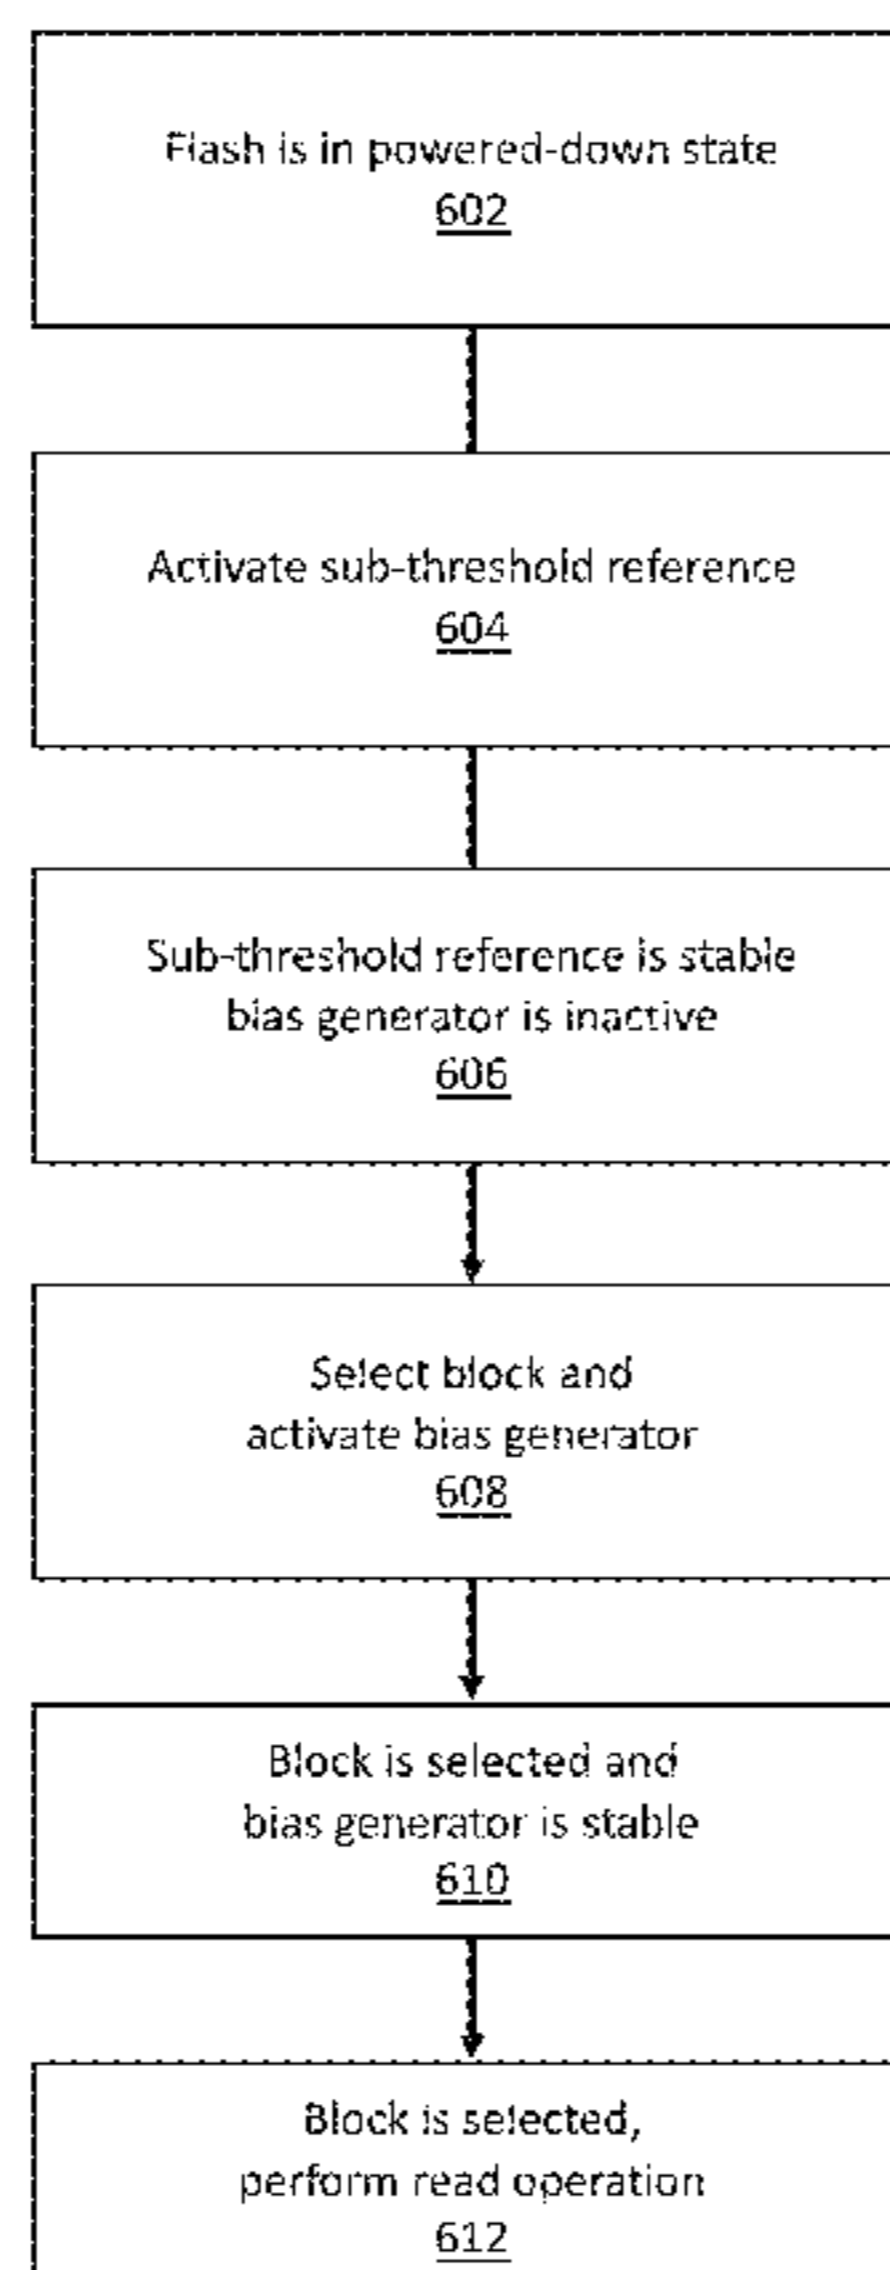 Flash is in powered-down state
602
Activate sub-threshold reference
604
Sub-threshold reference is stable
bias generator is inactive
606
Select block and
activate bias generator
608
Block is selected and
bias generator is stable
610
Block is selected,
perform read operation
612